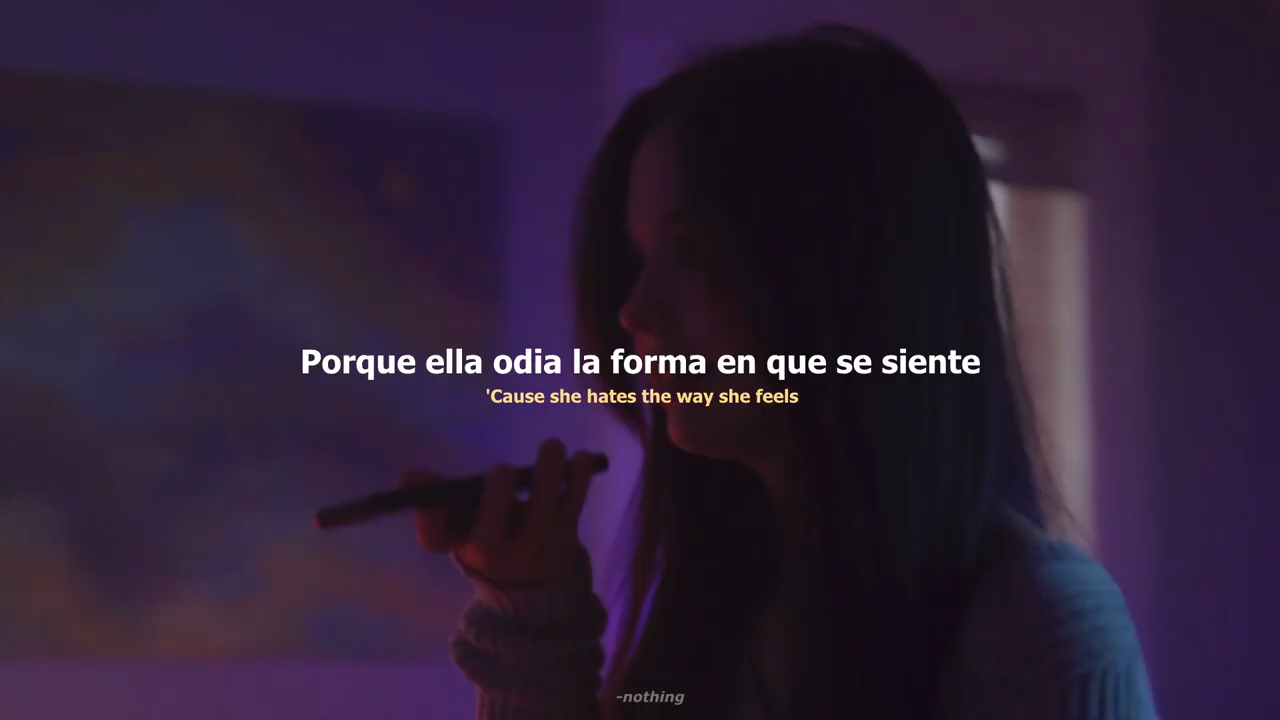 Porque ella odia la forma en que se siente
'Cause she hates the way she feels
-nothing